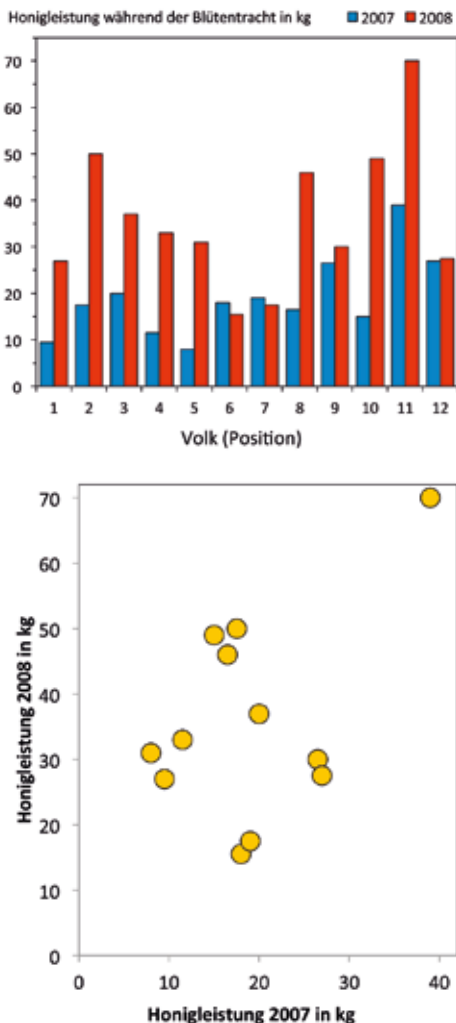 Honigleistung während der Blütentracht in kg 2007 2008
70
60
50
40
30
20
10
0
1 2 3 4 5 6 7 8 9 10 11 12
Volk (Position)
Honigleistung 2008 in kg
70
60
50
40
30
20
10
0
0 10 20 30 40
Honigleistung 2007 in kg